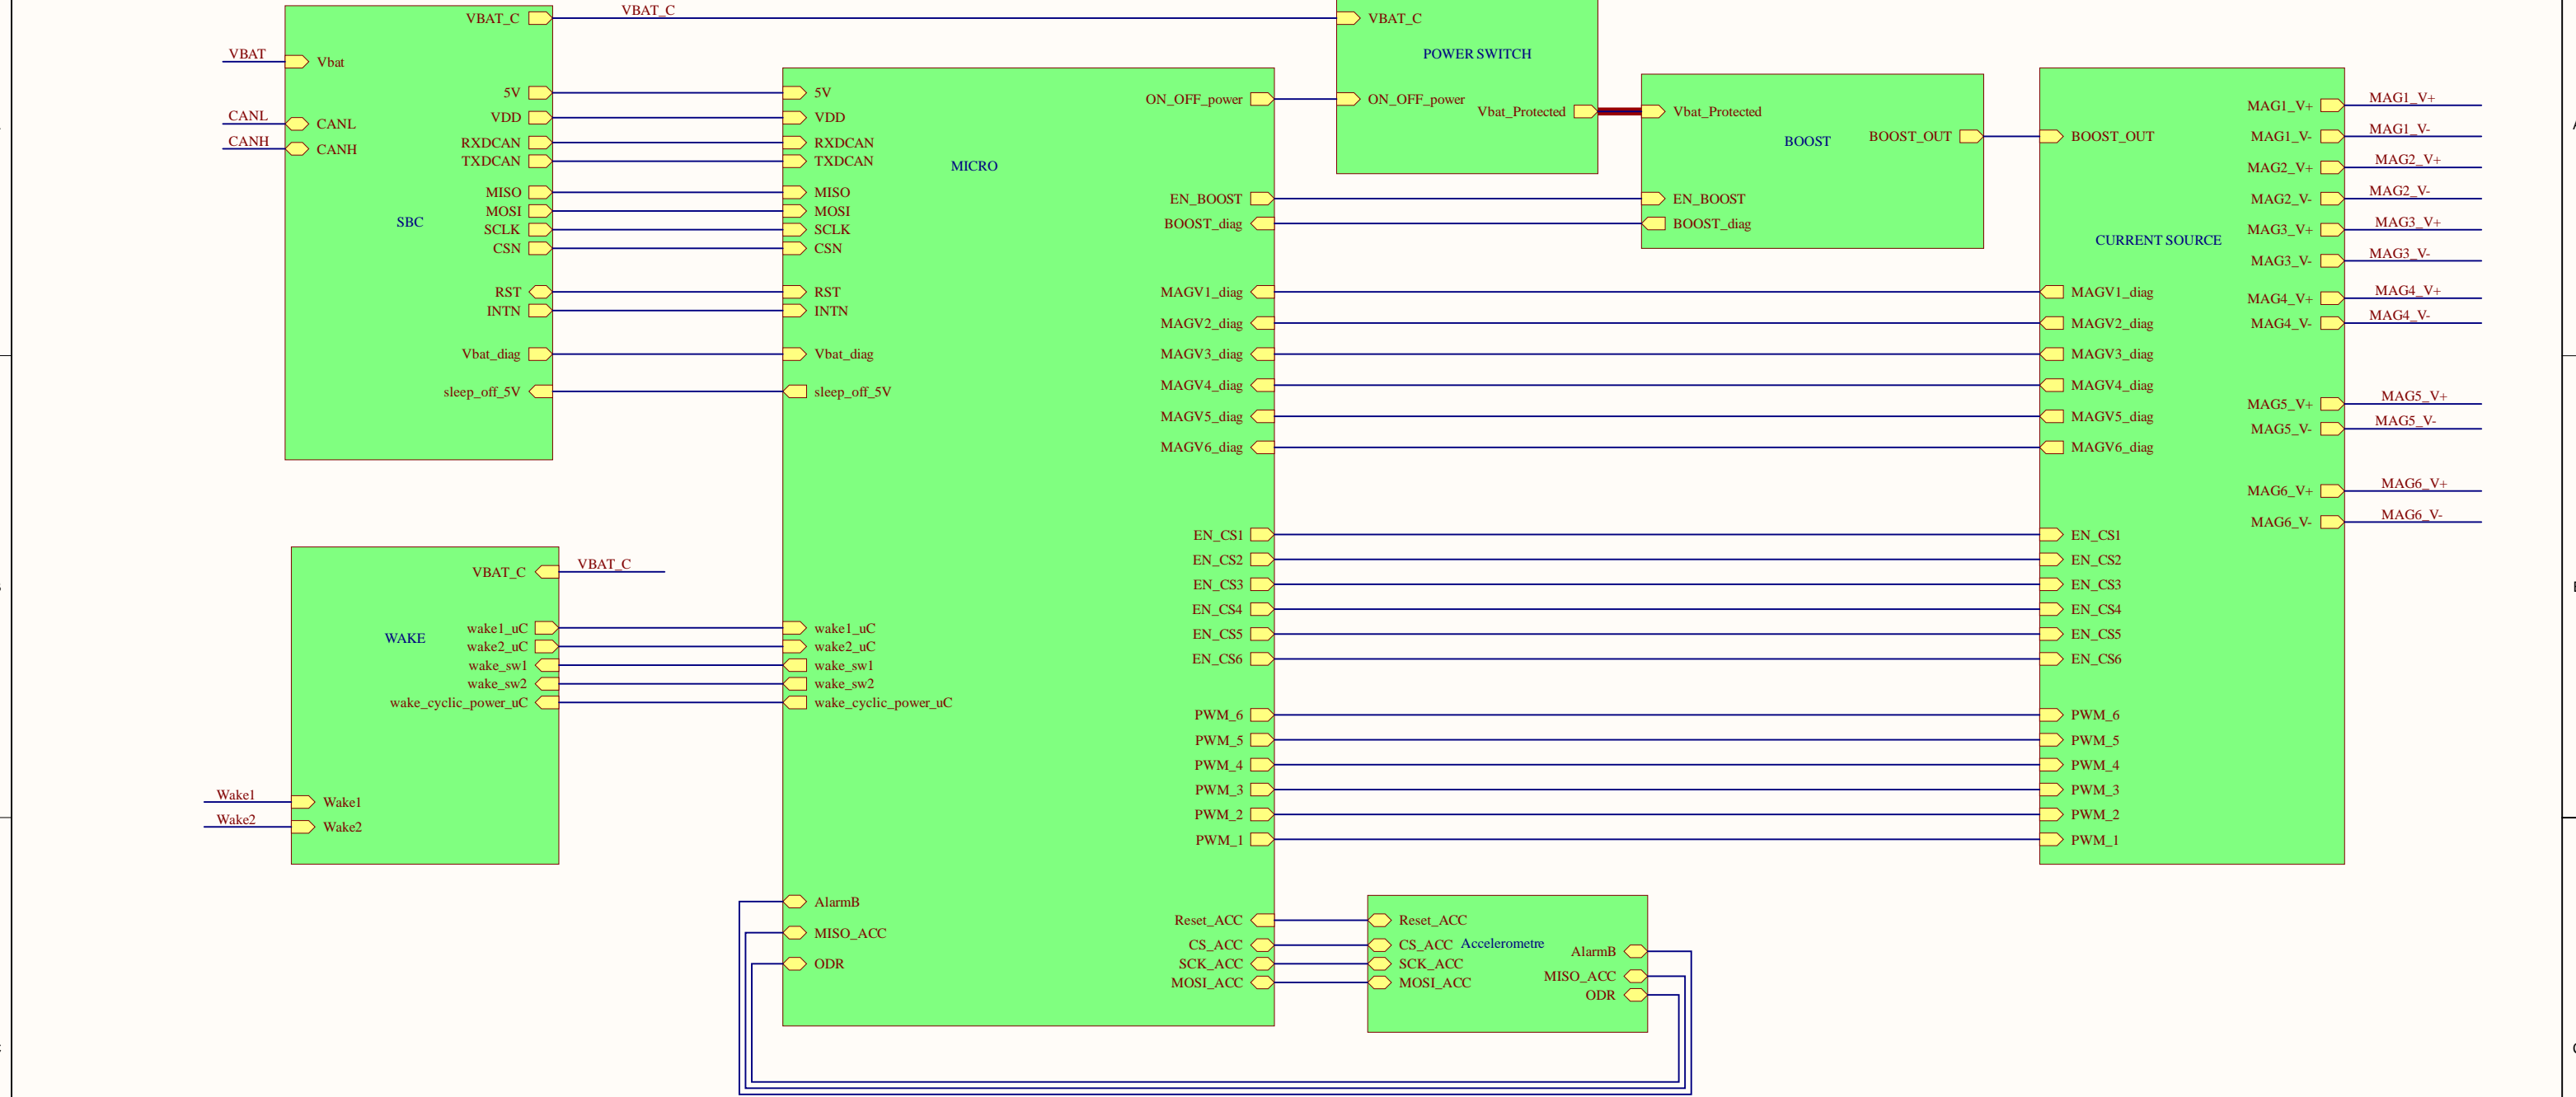 VBAT_C
VBAT_C
VBAT_C
POWER SWITCH
ON_OFF_power
Vbat_Protected
VBAT
Vbat
CANL
CANL
CANH
CANH
5V
VDD
RXDCAN
TXDCAN
MISO
MOSI
SCLK
CSN
SBC
RST
INTN
Vbat_diag
sleep_off_5V
5V
VDD
RXDCAN
TXDCAN
MICRO
MISO
MOSI
SCLK
CSN
RST
INTN
Vbat_diag
sleep_off_5V
ON_OFF_power
EN_BOOST
BOOST_diag
MAGV1_diag
MAGV2_diag
MAGV3_diag
MAGV4_diag
MAGV5_diag
MAGV6_diag
EN_CS1
EN_CS2
EN_CS3
EN_CS4
EN_CS5
EN_CS6
PWM_6
PWM_5
PWM_4
PWM_3
PWM_2
PWM_1
Vbat_Protected
BOOST
BOOST_OUT
EN_BOOST
BOOST_diag
BOOST_OUT
CURRENT SOURCE
MAGV1_diag
MAGV2_diag
MAGV3_diag
MAGV4_diag
MAGV5_diag
MAGV6_diag
EN_CS1
EN_CS2
EN_CS3
EN_CS4
EN_CS5
EN_CS6
PWM_6
PWM_5
PWM_4
PWM_3
PWM_2
PWM_1
MAG1_V+
MAG1_V+
MAG1_V-
MAG1_V-
MAG2_V+
MAG2_V+
MAG2_V-
MAG2_V-
MAG3_V+
MAG3_V+
MAG3_V-
MAG3_V-
MAG4_V+
MAG4_V+
MAG4_V-
MAG4_V-
MAG5_V+
MAG5_V+
MAG5_V-
MAG5_V-
MAG6_V+
MAG6_V+
MAG6_V-
MAG6_V-
VBAT_C
VBAT_C
WAKE
wake1_uC
wake2_uC
wake_sw1
wake_sw2
wake_cyclic_power_uC
Wake1
Wake1
Wake2
Wake2
wake1_uC
wake2_uC
wake_sw1
wake_sw2
wake_cyclic_power_uC
AlarmB
MISO_ACC
ODR
Reset_ACC
CS_ACC
SCK_ACC
MOSI_ACC
Reset_ACC
CS_ACC
Accelerometre
SCK_ACC
MOSI_ACC
AlarmB
MISO_ACC
ODR